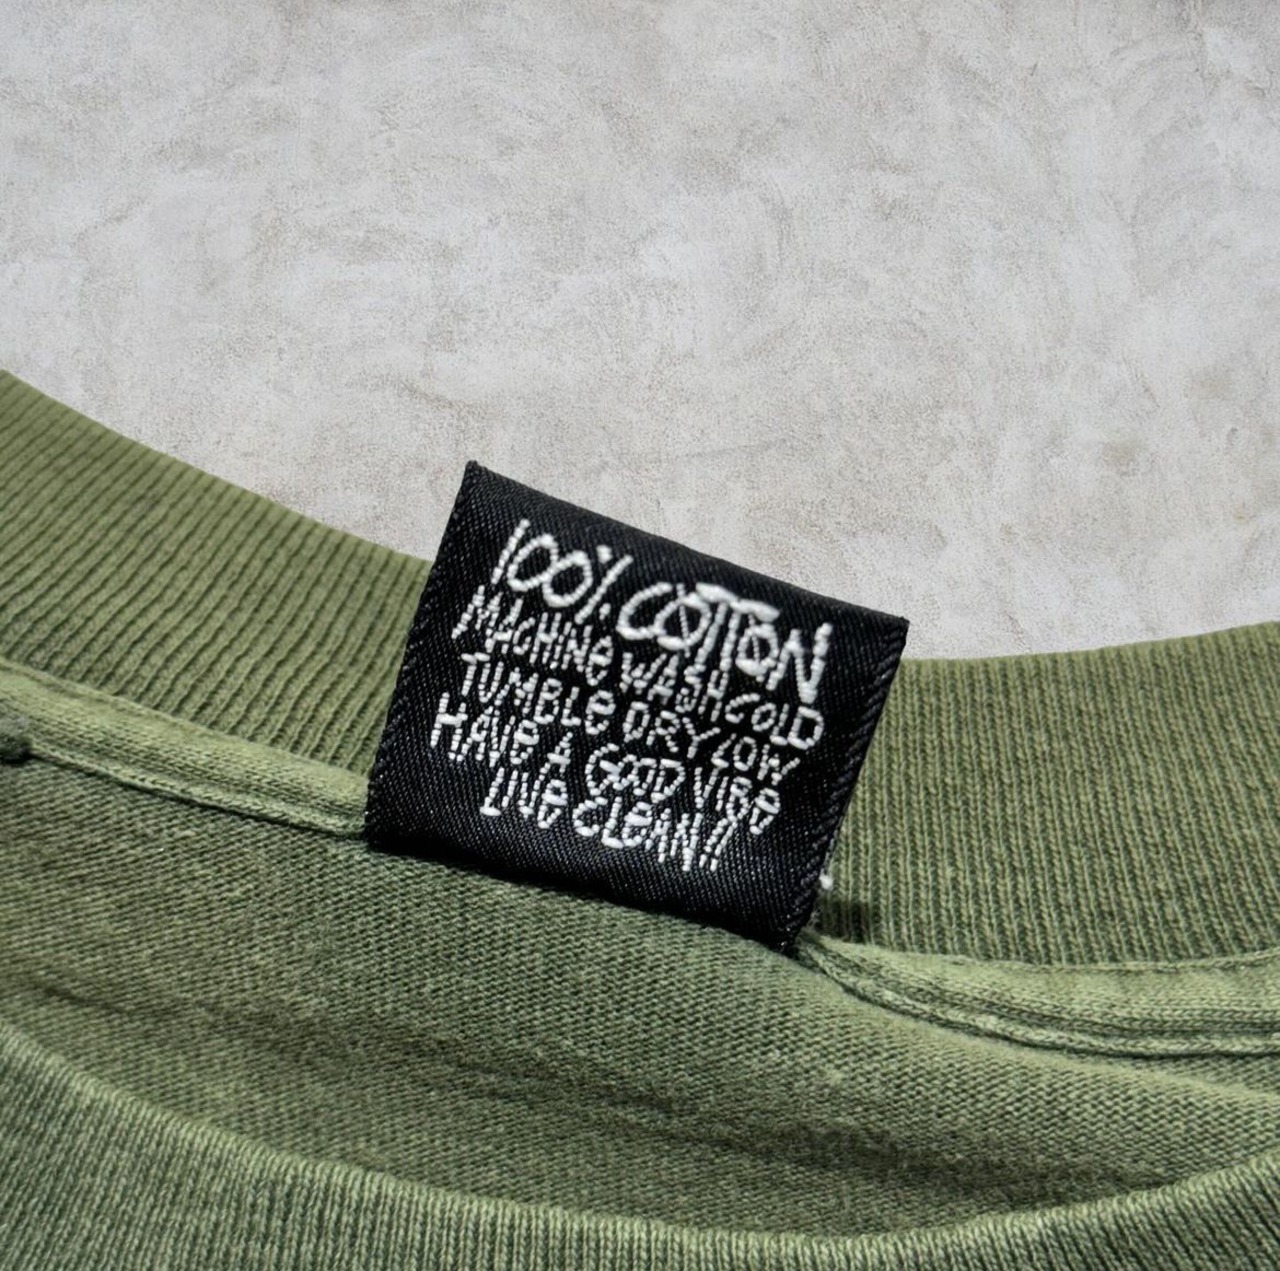 100% COTTON
MACHINE WASH COLD
TUMBLE DRY LOW
HAVE A GOOD VIBE
LIVE CLEAN!!